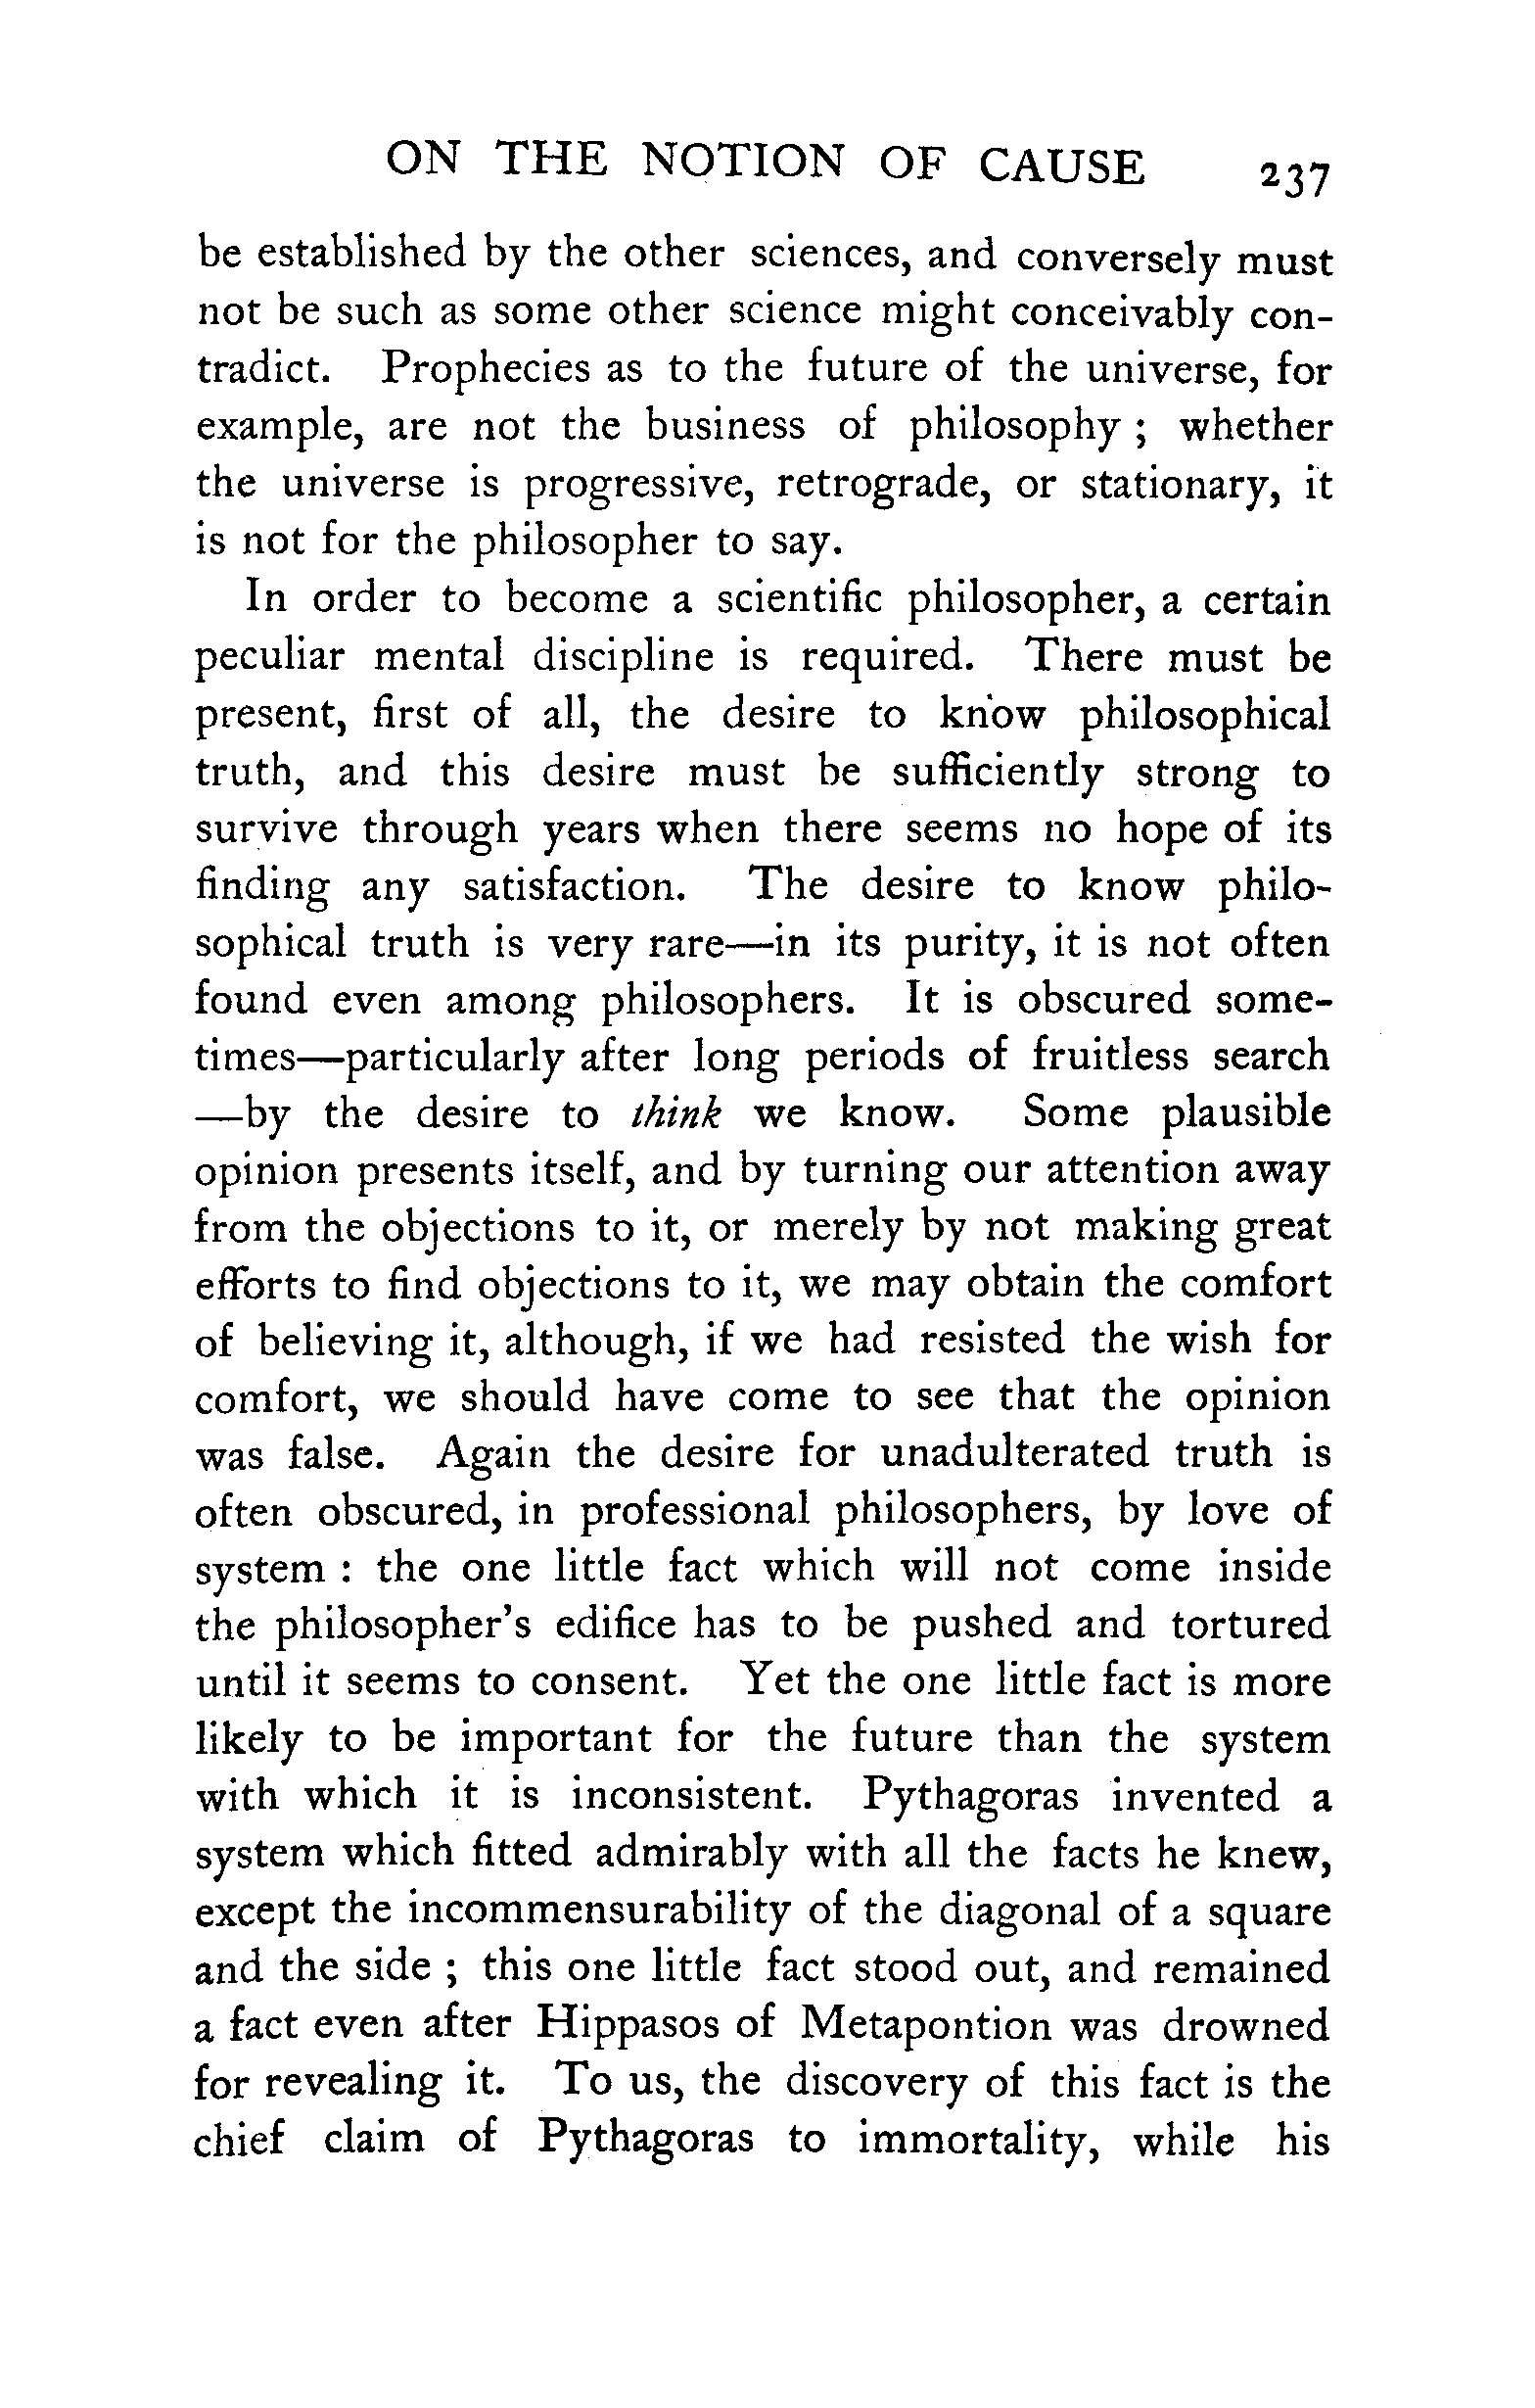 ON THE NOTION OF CAUSE 237
be established by the other sciences, and conversely must
not be such as some other science might conceivably con-
tradict. Prophecies as to the future of the universe, for
example, are not the business of philosophy ; whether
the universe is progressive, retrograde, or stationary, it
is not for the philosopher to say.
In order to become a scientific philosopher, a certain
peculiar mental discipline is required. There must be
present, first of all, the desire to know philosophical
truth, and this desire must be sufficiently strong to
survive through years when there seems no hope of its
finding any satisfaction. The desire to know philo-
sophical truth is very rare—in its purity, it is not often
found even among philosophers. It is obscured some-
times—particularly after long periods of fruitless search
—by the desire to think we know. Some plausible
opinion presents itself, and by turning our attention away
from the objections to it, or merely by not making great
efforts to find objections to it, we may obtain the comfort
of believing it, although, if we had resisted the wish for
comfort, we should have come to see that the opinion
was false. Again the desire for unadulterated truth is
often obscured, in professional philosophers, by love of
system : the one little fact which will not come inside
the philosopher's edifice has to be pushed and tortured
until it seems to consent. Yet the one little fact is more
likely to be important for the future than the system
with which it is inconsistent. Pythagoras invented a
system which fitted admirably with all the facts he knew,
except the incommensurability of the diagonal of a square
and the side ; this one little fact stood out, and remained
a fact even after Hippasos of Metapontion was drowned
for revealing it. To us, the discovery of this fact is the
chief claim of Pythagoras to immortality, while his